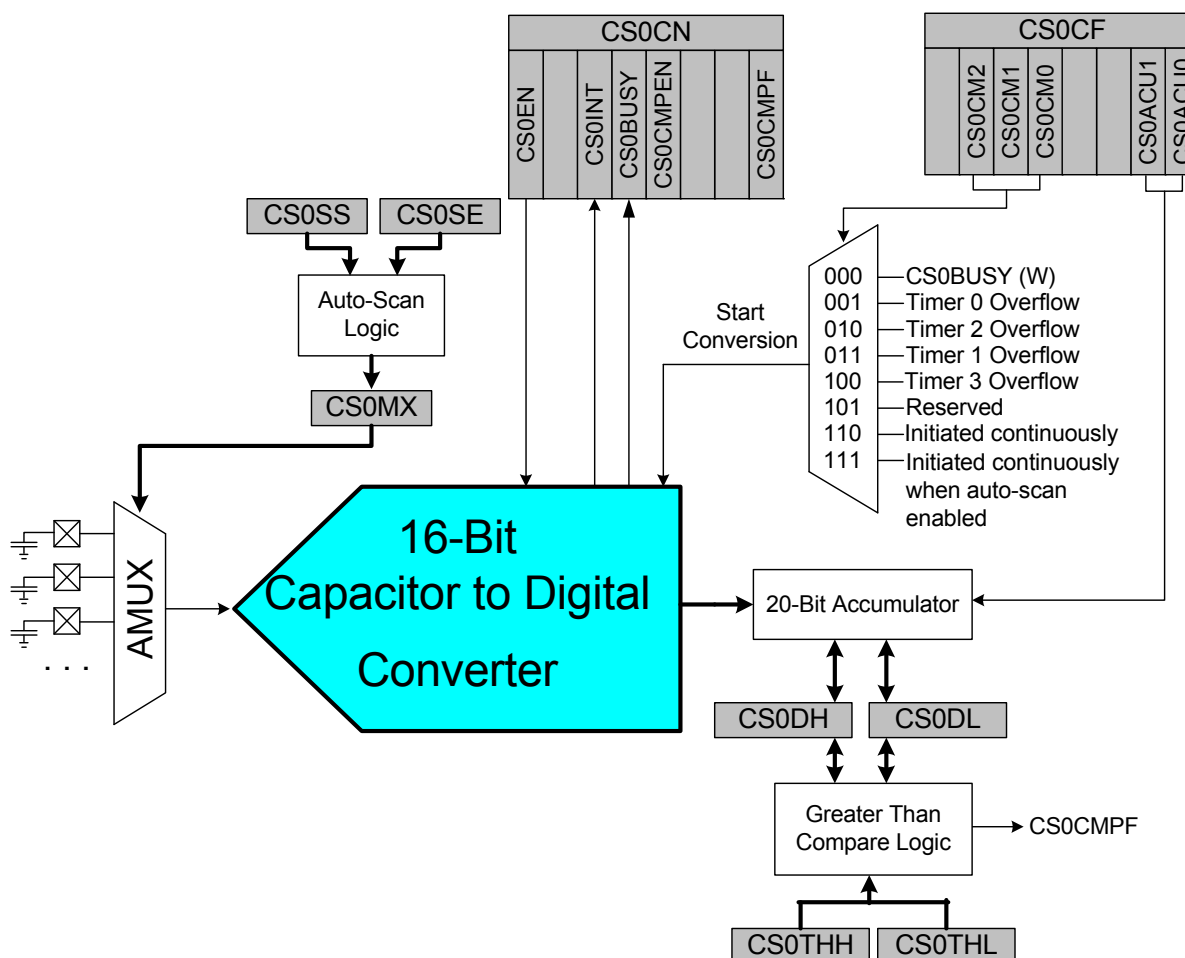 CS0CN
CS0EN
CS0INT
CS0BUSY
CS0CMPEN
CS0CMPF
CS0CF
CS0CM2
CS0CM1
CS0CM0
CS0ACU1
CS0ACU0
CS0SS
CS0SE
Auto-Scan
Logic
CS0MX
Start
Conversion
000
CS0BUSY (W)
001
Timer 0 Overflow
010
Timer 2 Overflow
011
Timer 1 Overflow
100
Timer 3 Overflow
101
Reserved
110
Initiated continuously
111
Initiated continuously
when auto-scan
enabled
AMUX
. . .
16-Bit
Capacitor to Digital
Converter
20-Bit Accumulator
CS0DH
CS0DL
Greater Than
Compare Logic
CS0CMPF
CS0THH
CS0THL